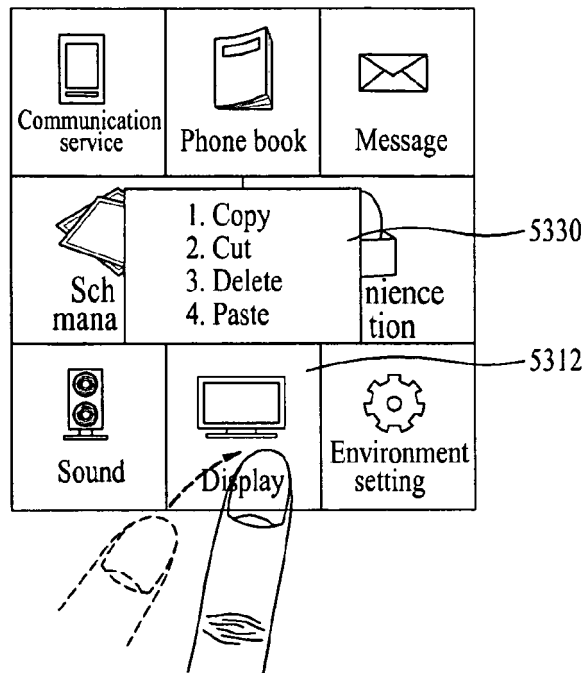 Communication
service
Phone book
Message
1. Copy
2. Cut
3. Delete
4. Paste
5330
Sch
mana
nience
tion
5312
Sound
Display
Environment
setting